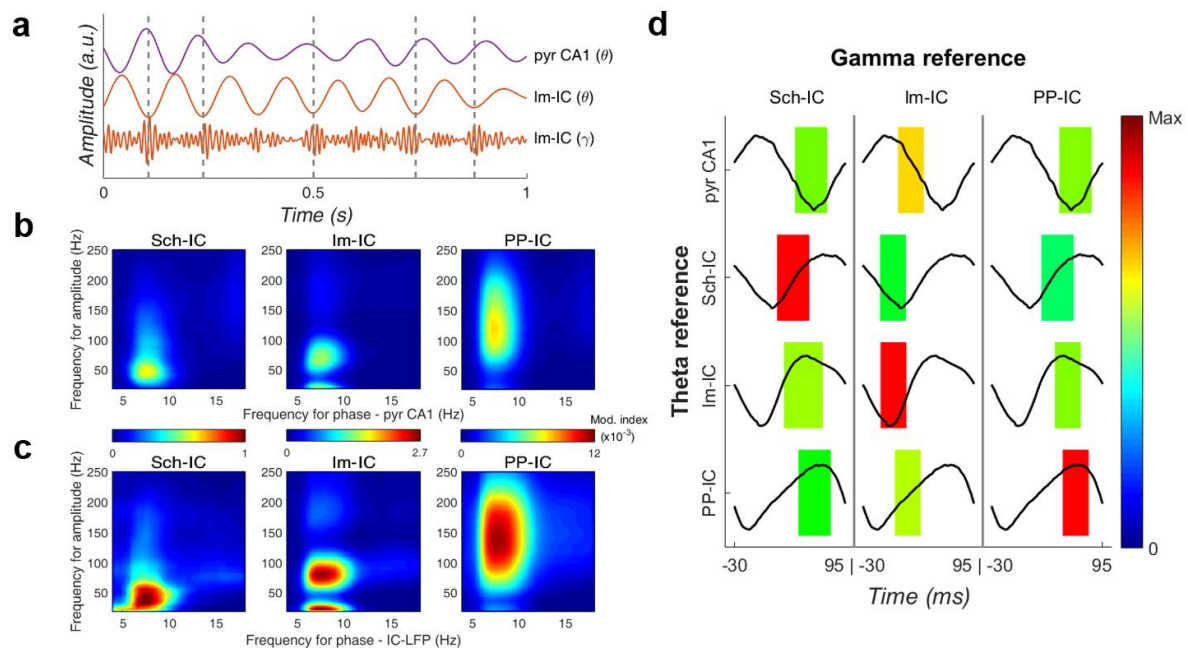 a
Amplitude (a.u.)
pyr CA1 (θ)
lm-IC (θ)
lm-IC (γ)
0
0.5
1
Time (s)
b
Frequency for amplitude (Hz)
Sch-IC
lm-IC
PP-IC
250
200
150
100
50
250
200
150
100
50
250
200
150
100
50
5 10 15
5 10 15
5 10 15
Frequency for phase - pyr CA1 (Hz)
Mod. index
(x10⁻³)
0 1
0 2.7
0 12
c
Frequency for amplitude (Hz)
Sch-IC
lm-IC
PP-IC
250
200
150
100
50
250
200
150
100
50
250
200
150
100
50
5 10 15
5 10 15
5 10 15
Frequency for phase - IC-LFP (Hz)
d
Gamma reference
Sch-IC
lm-IC
PP-IC
Theta reference
pyr CA1
Sch-IC
lm-IC
PP-IC
-30 95 | -30 95 | -30 95
Time (ms)
Max
0